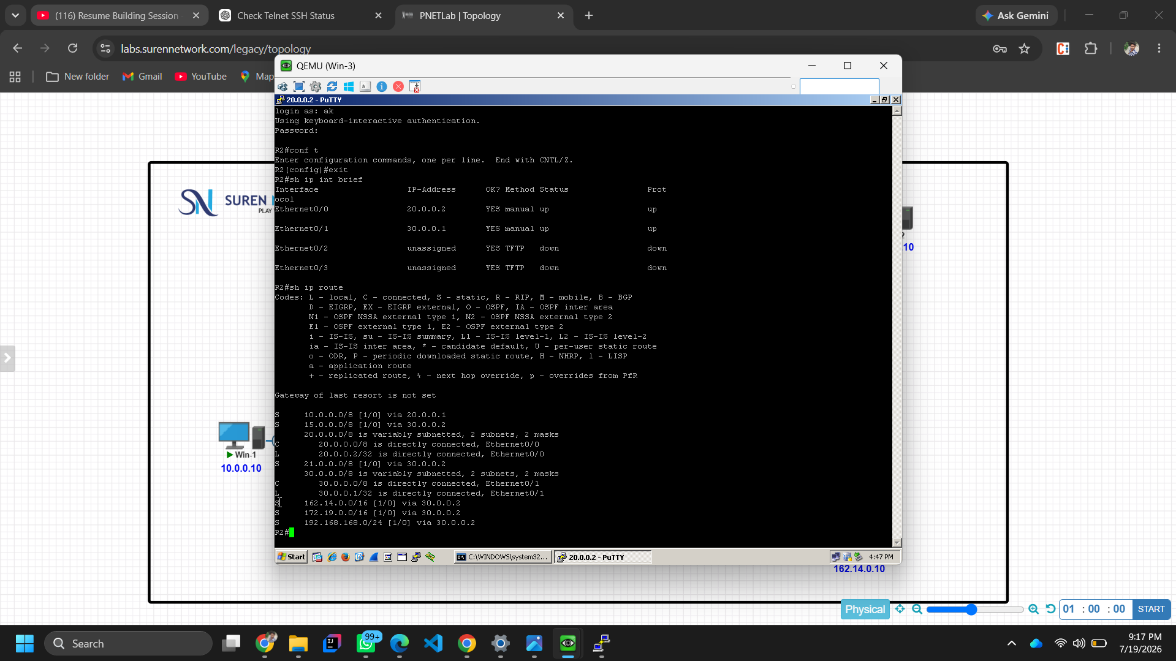 (116) Resume Building Session
Check Telnet SSH Status
PNETLab | Topology
Ask Gemini
labs.surennetwork.com/legacy/topology
New folder
Gmail
YouTube
Map
QEMU (Win-3)
20.0.0.2 - PuTTY
login as: ak
Using keyboard-interactive authentication.
Password:
R2#conf t
Enter configuration commands, one per line.  End with CNTL/Z.
R2(config)#exit
R2#sh ip int brief
Interface                  IP-Address      OK? Method Status                Prot
ocol
Ethernet0/0                20.0.0.2        YES manual up                    up
Ethernet0/1                30.0.0.1        YES manual up                    up
Ethernet0/2                unassigned      YES TFTP   down                  down
Ethernet0/3                unassigned      YES TFTP   down                  down
R2#sh ip route
Codes: L - local, C - connected, S - static, R - RIP, M - mobile, B - BGP
D - EIGRP, EX - EIGRP external, O - OSPF, IA - OSPF inter area
N1 - OSPF NSSA external type 1, N2 - OSPF NSSA external type 2
E1 - OSPF external type 1, E2 - OSPF external type 2
i - IS-IS, su - IS-IS summary, L1 - IS-IS level-1, L2 - IS-IS level-2
ia - IS-IS inter area, * - candidate default, U - per-user static route
o - ODR, P - periodic downloaded static route, H - NHRP, l - LISP
a - application route
+ - replicated route, % - next hop override, p - overrides from PfR
Gateway of last resort is not set
S     10.0.0.0/8 [1/0] via 20.0.0.1
S     15.0.0.0/8 [1/0] via 30.0.0.2
20.0.0.0/8 is variably subnetted, 2 subnets, 2 masks
C        20.0.0.0/8 is directly connected, Ethernet0/0
L        20.0.0.2/32 is directly connected, Ethernet0/0
S     21.0.0.0/8 [1/0] via 30.0.0.2
30.0.0.0/8 is variably subnetted, 2 subnets, 2 masks
C        30.0.0.0/8 is directly connected, Ethernet0/1
L        30.0.0.1/32 is directly connected, Ethernet0/1
S     162.14.0.0/16 [1/0] via 30.0.0.2
S     172.19.0.0/16 [1/0] via 30.0.0.2
S     192.168.168.0/24 [1/0] via 30.0.0.2
R2#
Start
C:\WINDOWS\system32...
20.0.0.2 - PuTTY
4:47 PM
SN
SUREN
PLAY
Win-1
10.0.0.10
10
162.14.0.10
Physical
01 : 00 : 00
START
Search
99+
9:17 PM
7/19/2026